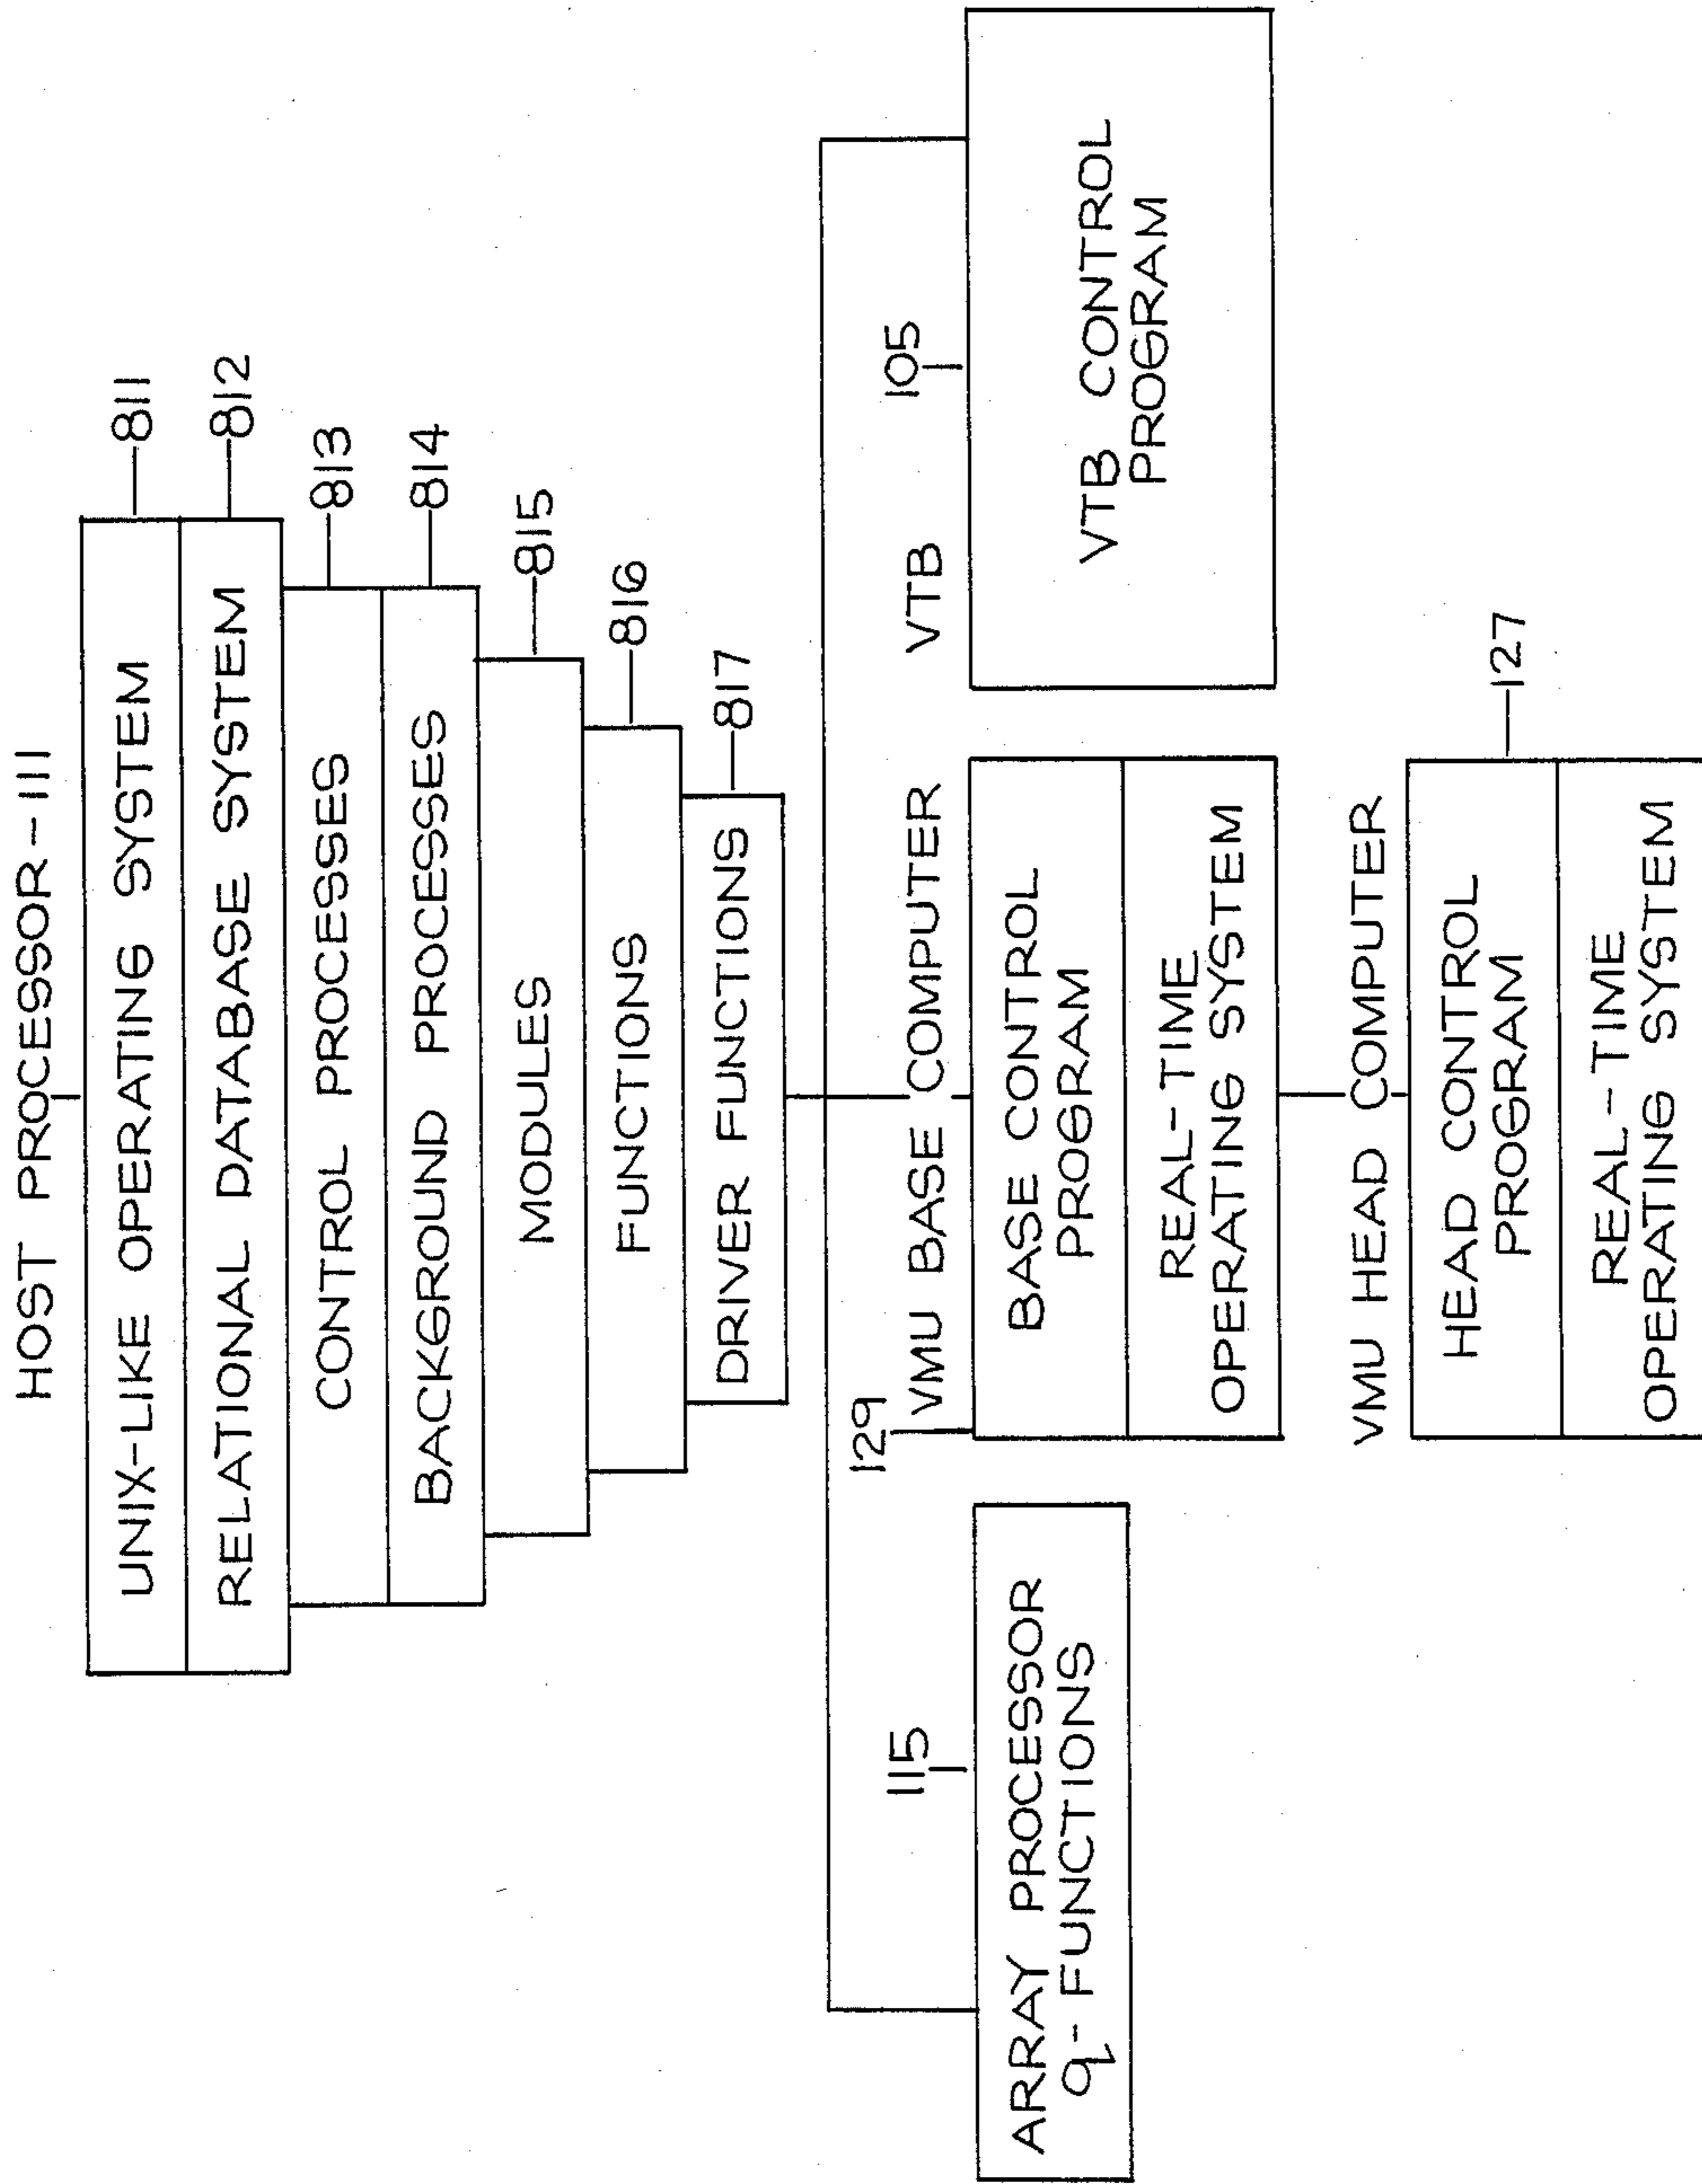 HOST PROCESSOR-111
UNIX-LIKE OPERATING SYSTEM
811
RELATIONAL DATABASE SYSTEM
812
CONTROL PROCESSES
813
BACKGROUND PROCESSES
814
MODULES
815
FUNCTIONS
816
DRIVER FUNCTIONS
817
115
ARRAY PROCESSOR
q-FUNCTIONS
129
VMU BASE COMPUTER
BASE CONTROL
PROGRAM
REAL-TIME
OPERATING SYSTEM
VTB
105
VTB CONTROL
PROGRAM
VMU HEAD COMPUTER
HEAD CONTROL
PROGRAM
127
REAL-TIME
OPERATING SYSTEM